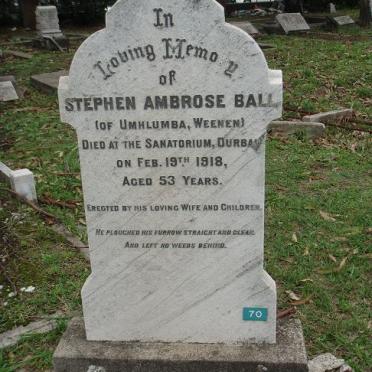 In
Loving Memory
of
STEPHEN AMBROSE BALL
(OF UMHLUMBA, WEENEN)
DIED AT THE SANATORIUM, DURBAN
ON FEB. 19TH 1918,
AGED 53 YEARS.
ERECTED BY HIS LOVING WIFE AND CHILDREN.
HE PLOUGHED HIS FURROW STRAIGHT AND CLEAN,
AND LEFT NO WEEDS BEHIND.
70